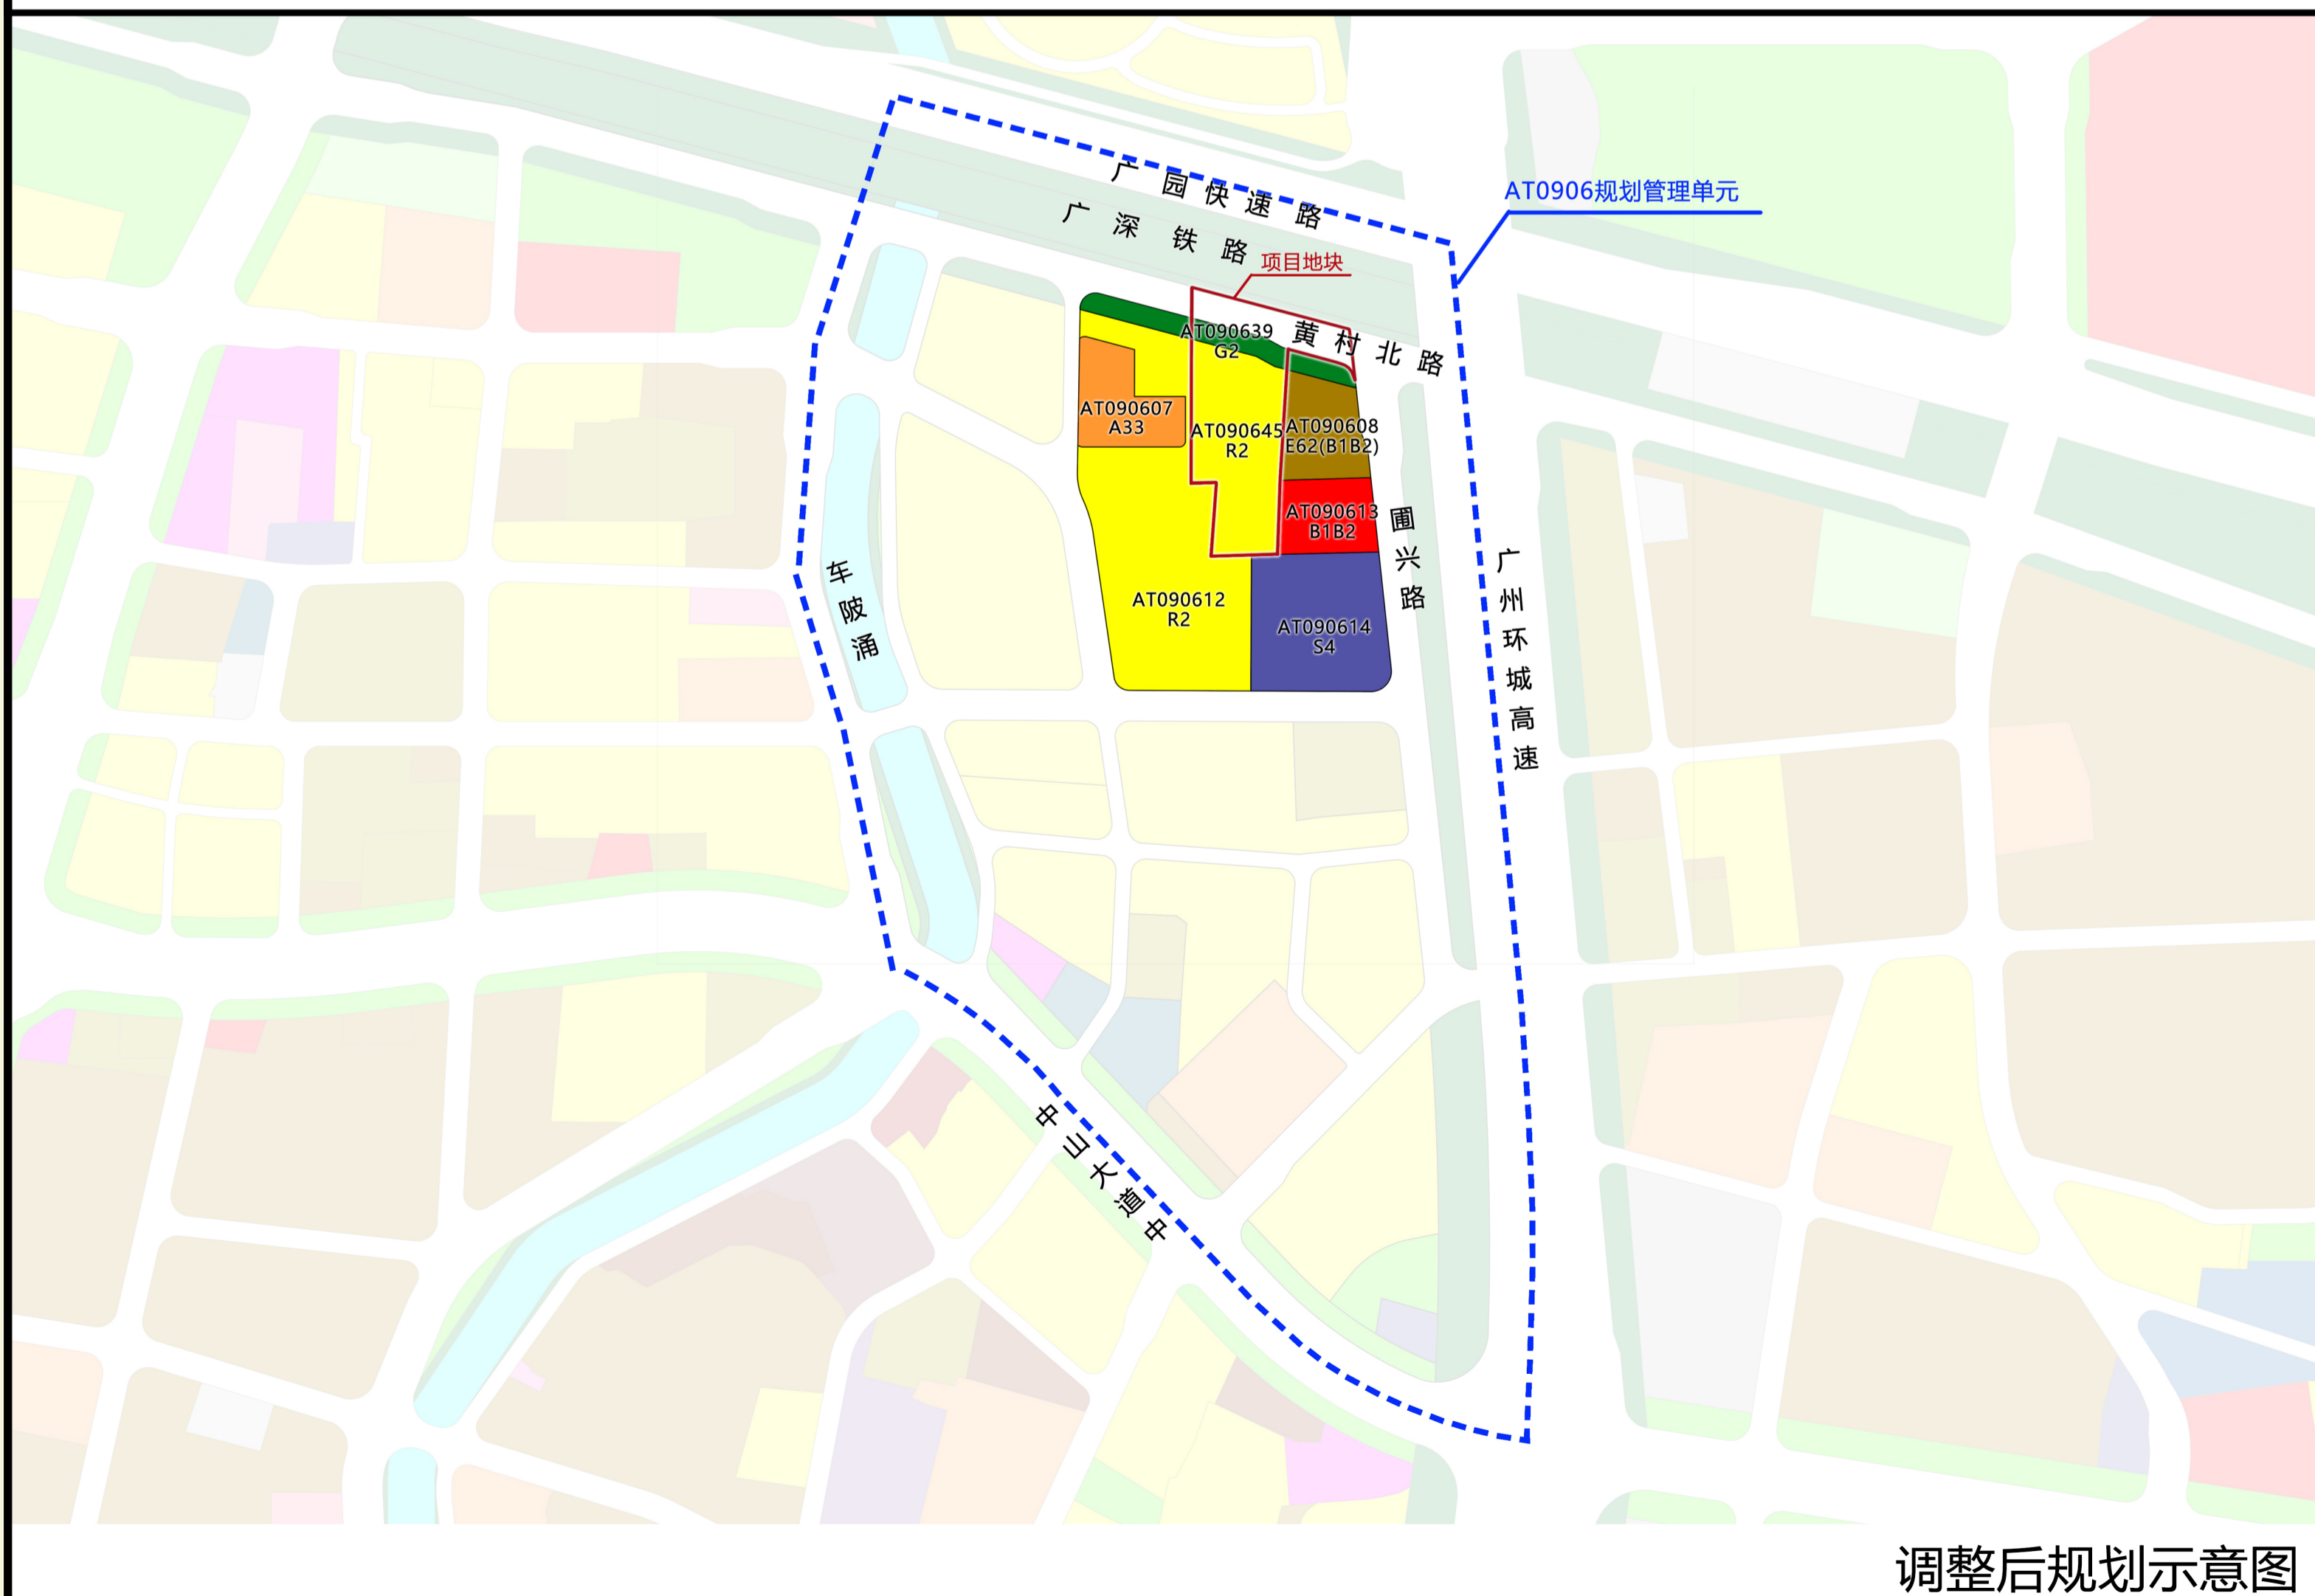 广园快速路
AT0906规划管理单元
广深铁路
项目地块
AT090639
G2
黄村北路
AT090607
A33
AT090645
R2
AT090608
E62(B1B2)
AT090613
B1B2
圃兴路
广州环城高速
车陂涌
AT090612
R2
AT090614
S4
中山大道中
调整后规划示意图